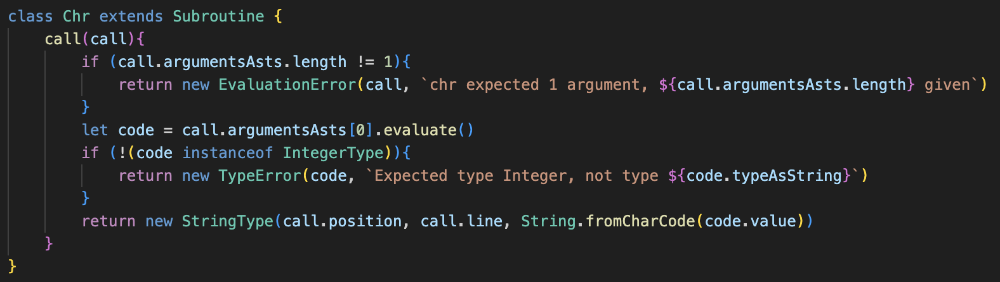 class Chr extends Subroutine {
    call(call){
        if (call.argumentsAsts.length != 1){
            return new EvaluationError(call, `chr expected 1 argument, ${call.argumentsAsts.length} given`)
        }
        let code = call.argumentsAsts[0].evaluate()
        if (!(code instanceof IntegerType)){
            return new TypeError(code, `Expected type Integer, not type ${code.typeAsString}`)
        }
        return new StringType(call.position, call.line, String.fromCharCode(code.value))
    }
}